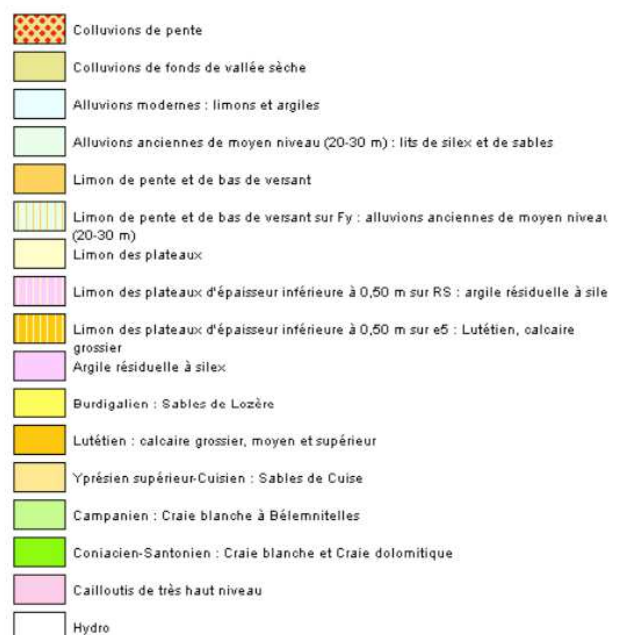 Colluvions de pente
Colluvions de fonds de vallée sèche
Alluvions modernes : limons et argiles
Alluvions anciennes de moyen niveau (20-30 m) : lits de silex et de sables
Limon de pente et de bas de versant
Limon de pente et de bas de versant sur Fy : alluvions anciennes de moyen niveau
(20-30 m)
Limon des plateaux
Limon des plateaux d'épaisseur inférieure à 0,50 m sur RS : argile résiduelle à sile
Limon des plateaux d'épaisseur inférieure à 0,50 m sur e5 : Lutétien, calcaire
grossier
Argile résiduelle à silex
Burdigalien : Sables de Lozère
Lutétien : calcaire grossier, moyen et supérieur
Yprésien supérieur-Cuisien : Sables de Cuise
Campanien : Craie blanche à Bélemnitelles
Coniacien-Santonien : Craie blanche et Craie dolomitique
Cailloutis de très haut niveau
Hydro